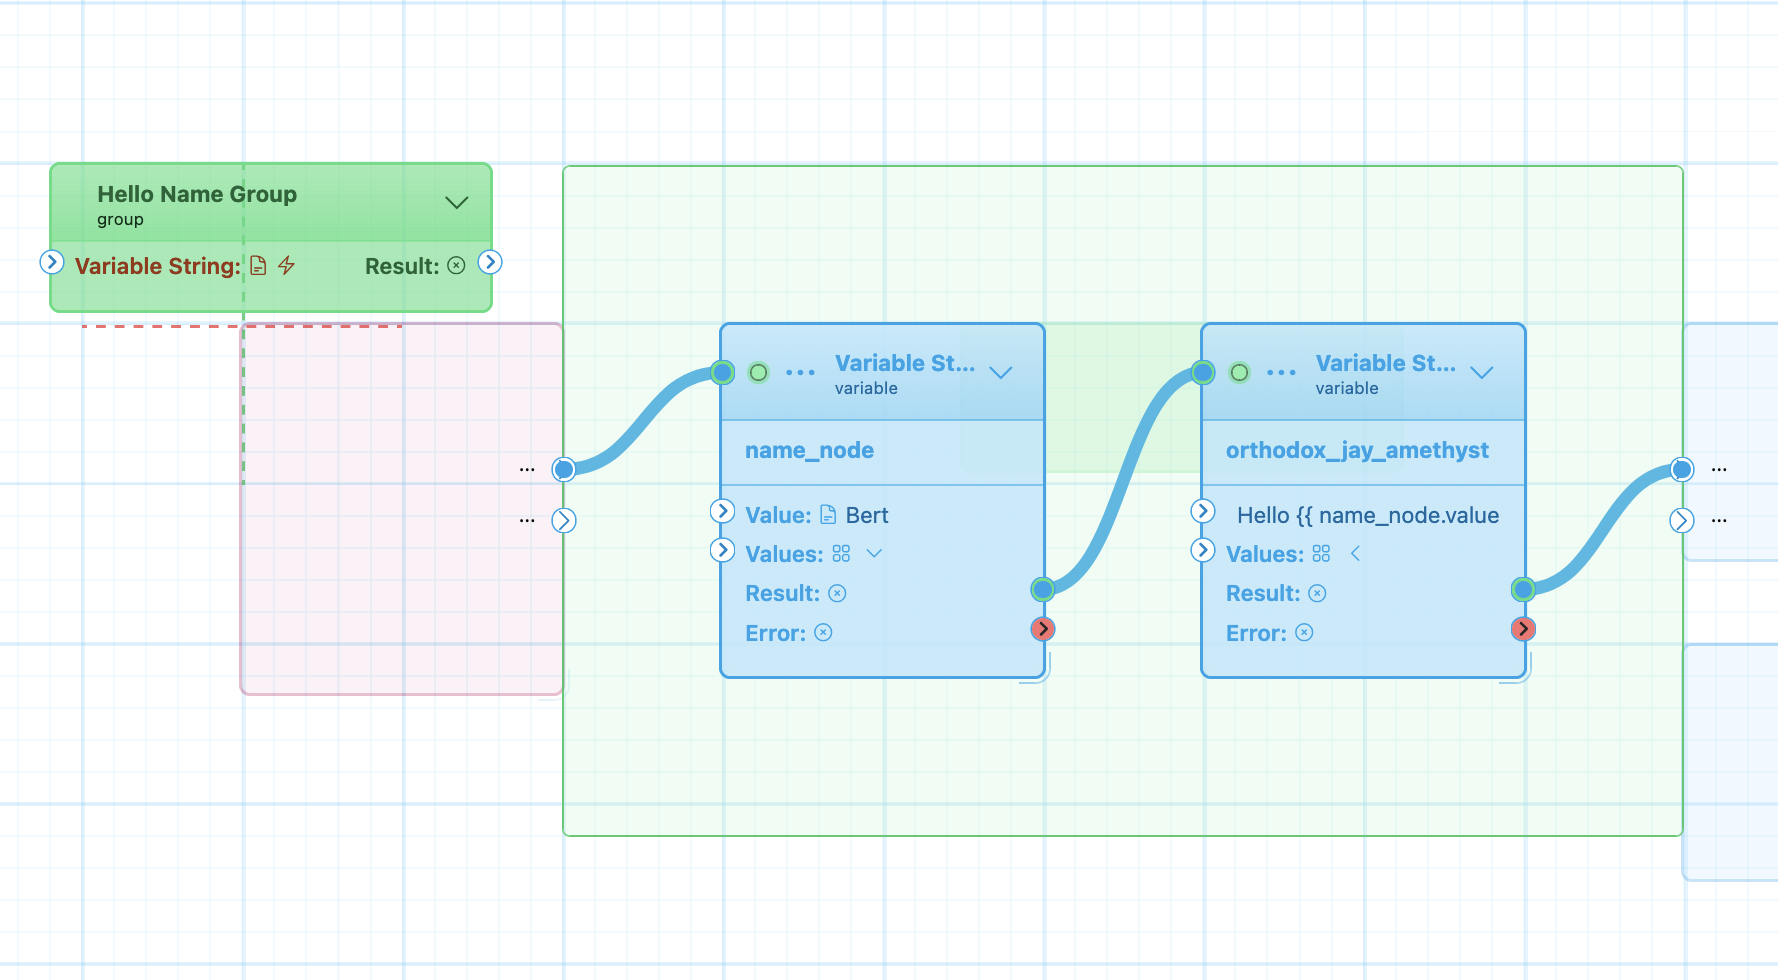 Hello Name Group
group
Variable String:
Result:
...
...
Variable St...
variable
name_node
Value: Bert
Values:
Result:
Error:
Variable St...
variable
orthodox_jay_amethyst
Hello {{ name_node.value
Values:
Result:
Error:
...
...